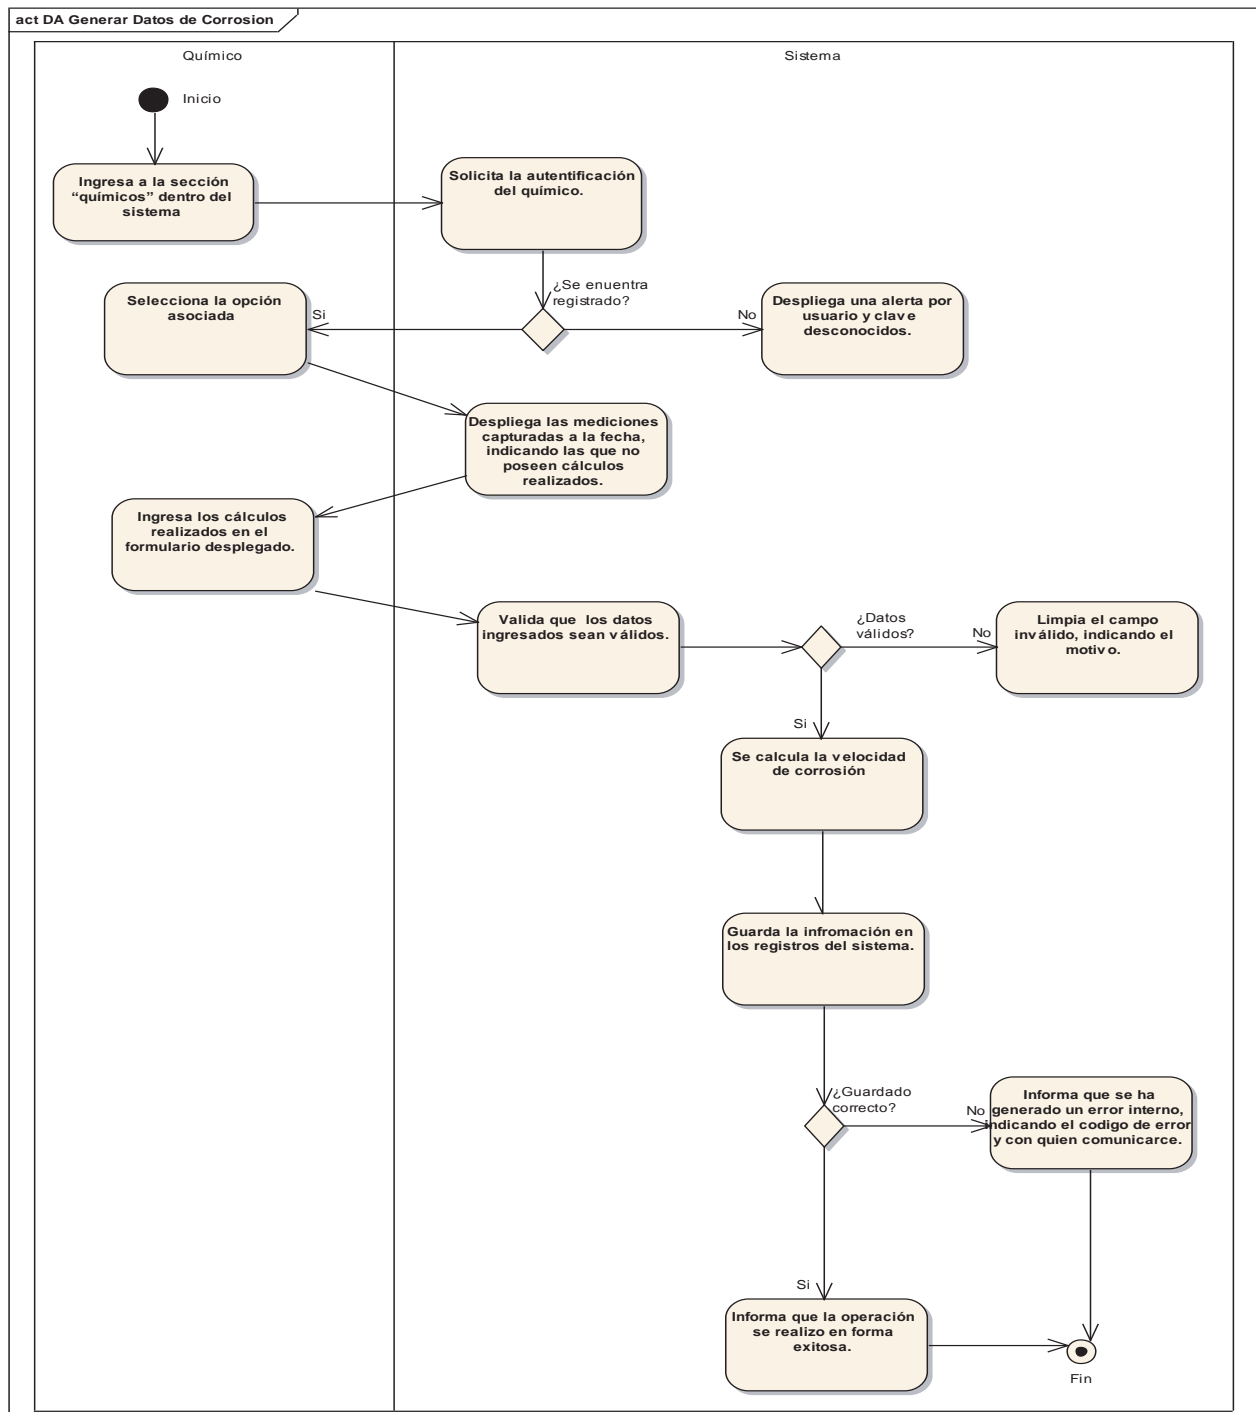 act DA Generar Datos de Corrosion
Químico
Sistema
Inicio
Ingresa a la sección
“químicos” dentro del
sistema
Solicita la autentificación
del químico.
¿Se enuentra
registrado?
Si
No
Selecciona la opción
asociada
Despliega una alerta por
usuario y clave
desconocidos.
Despliega las mediciones
capturadas a la fecha,
indicando las que no
poseen cálculos
realizados.
Ingresa los cálculos
realizados en el
formulario desplegado.
Valida que los datos
ingresados sean válidos.
¿Datos
válidos?
No
Limpia el campo
inválido, indicando el
motivo.
Si
Se calcula la velocidad
de corrosión
Guarda la infromación en
los registros del sistema.
¿Guardado
correcto?
No
Informa que se ha
generado un error interno,
indicando el codigo de error
y con quien comunicarce.
Si
Informa que la operación
se realizo en forma
exitosa.
Fin